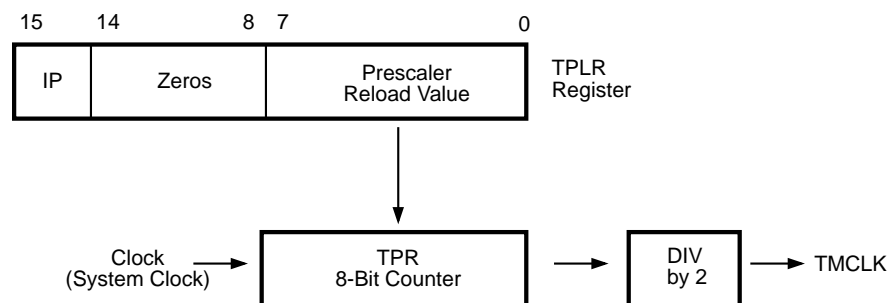 15 14 8 7 0
IP Zeros Prescaler
Reload Value
TPLR
Register
Clock
(System Clock)
TPR
8-Bit Counter
DIV
by 2
TMCLK